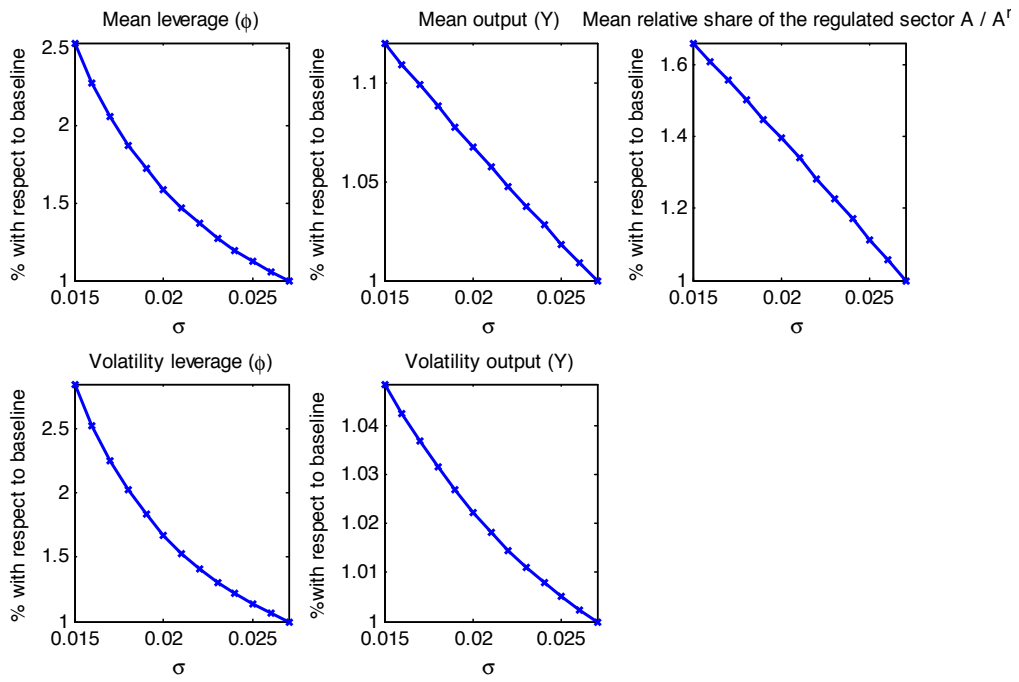 Mean leverage (ϕ)
% with respect to baseline
2.5
2
1.5
1
0.015 0.02 0.025
σ
Mean output (Y)
% with respect to baseline
1.1
1.05
1
0.015 0.02 0.025
σ
Mean relative share of the regulated sector A / Aʳ
% with respect to baseline
1.6
1.4
1.2
1
0.015 0.02 0.025
σ
Volatility leverage (ϕ)
% with respect to baseline
2.5
2
1.5
1
0.015 0.02 0.025
σ
Volatility output (Y)
%with respect to baseline
1.04
1.03
1.02
1.01
1
0.015 0.02 0.025
σ